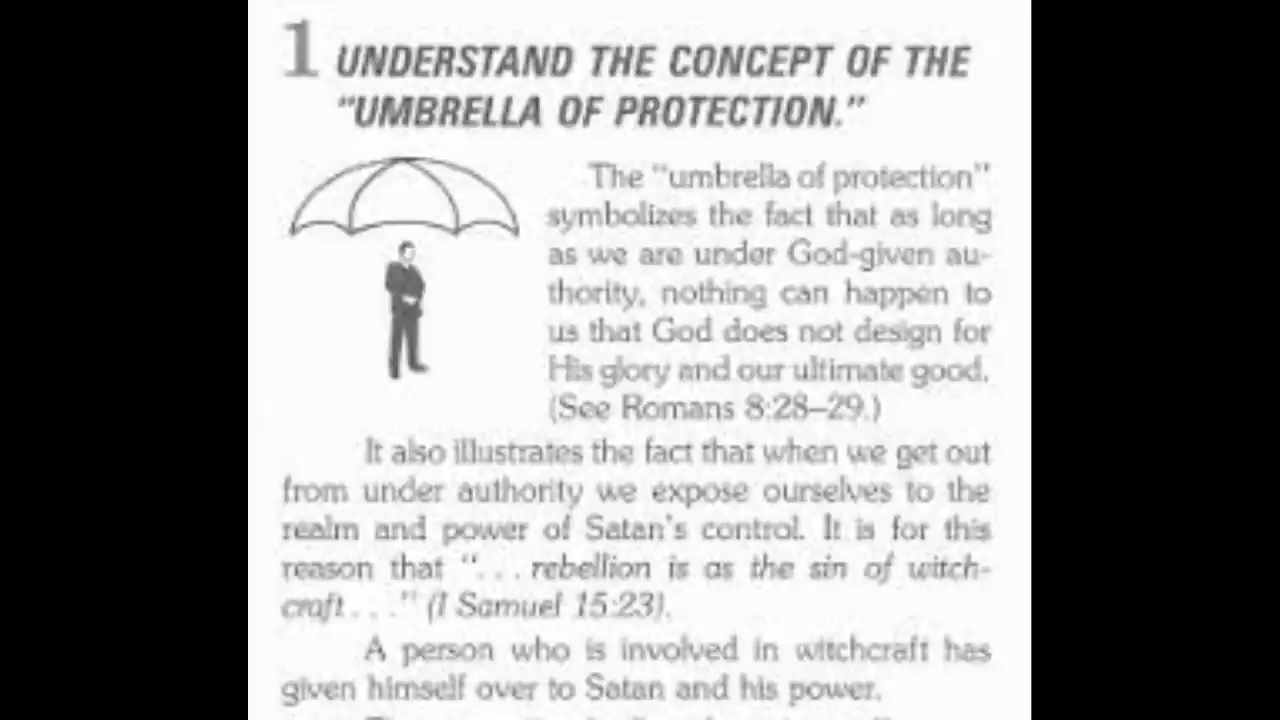 1 UNDERSTAND THE CONCEPT OF THE
"UMBRELLA OF PROTECTION."
The "umbrella of protection"
symbolizes the fact that as long
as we are under God-given au-
thority, nothing can happen to
us that God does not design for
His glory and our ultimate good.
(See Romans 8:28–29.)
It also illustrates the fact that when we get out
from under authority we expose ourselves to the
realm and power of Satan's control. It is for this
reason that ". . . rebellion is as the sin of witch-
craft . . ." (I Samuel 15:23).
A person who is involved in witchcraft has
given himself over to Satan and his power.